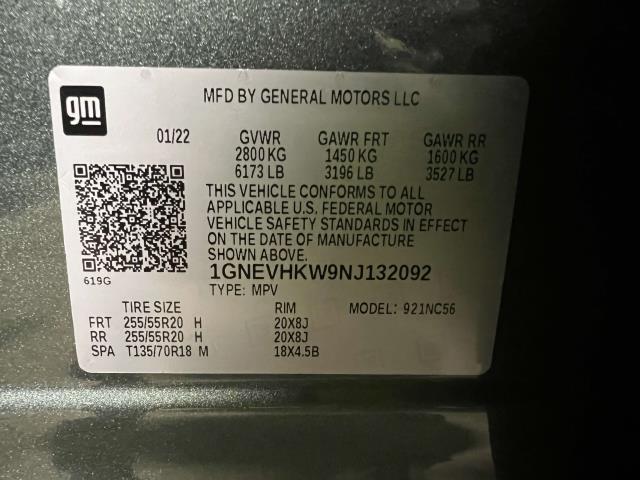 gm
MFD BY GENERAL MOTORS LLC
01/22 GVWR GAWR FRT GAWR RR
2800 KG 1450 KG 1600 KG
6173 LB 3196 LB 3527 LB
THIS VEHICLE CONFORMS TO ALL
APPLICABLE U.S. FEDERAL MOTOR
VEHICLE SAFETY STANDARDS IN EFFECT
ON THE DATE OF MANUFACTURE
SHOWN ABOVE.
1GNEVHKW9NJ132092
619G TYPE: MPV
TIRE SIZE RIM MODEL: 921NC56
FRT 255/55R20 H 20X8J
RR 255/55R20 H 20X8J
SPA T135/70R18 M 18X4.5B